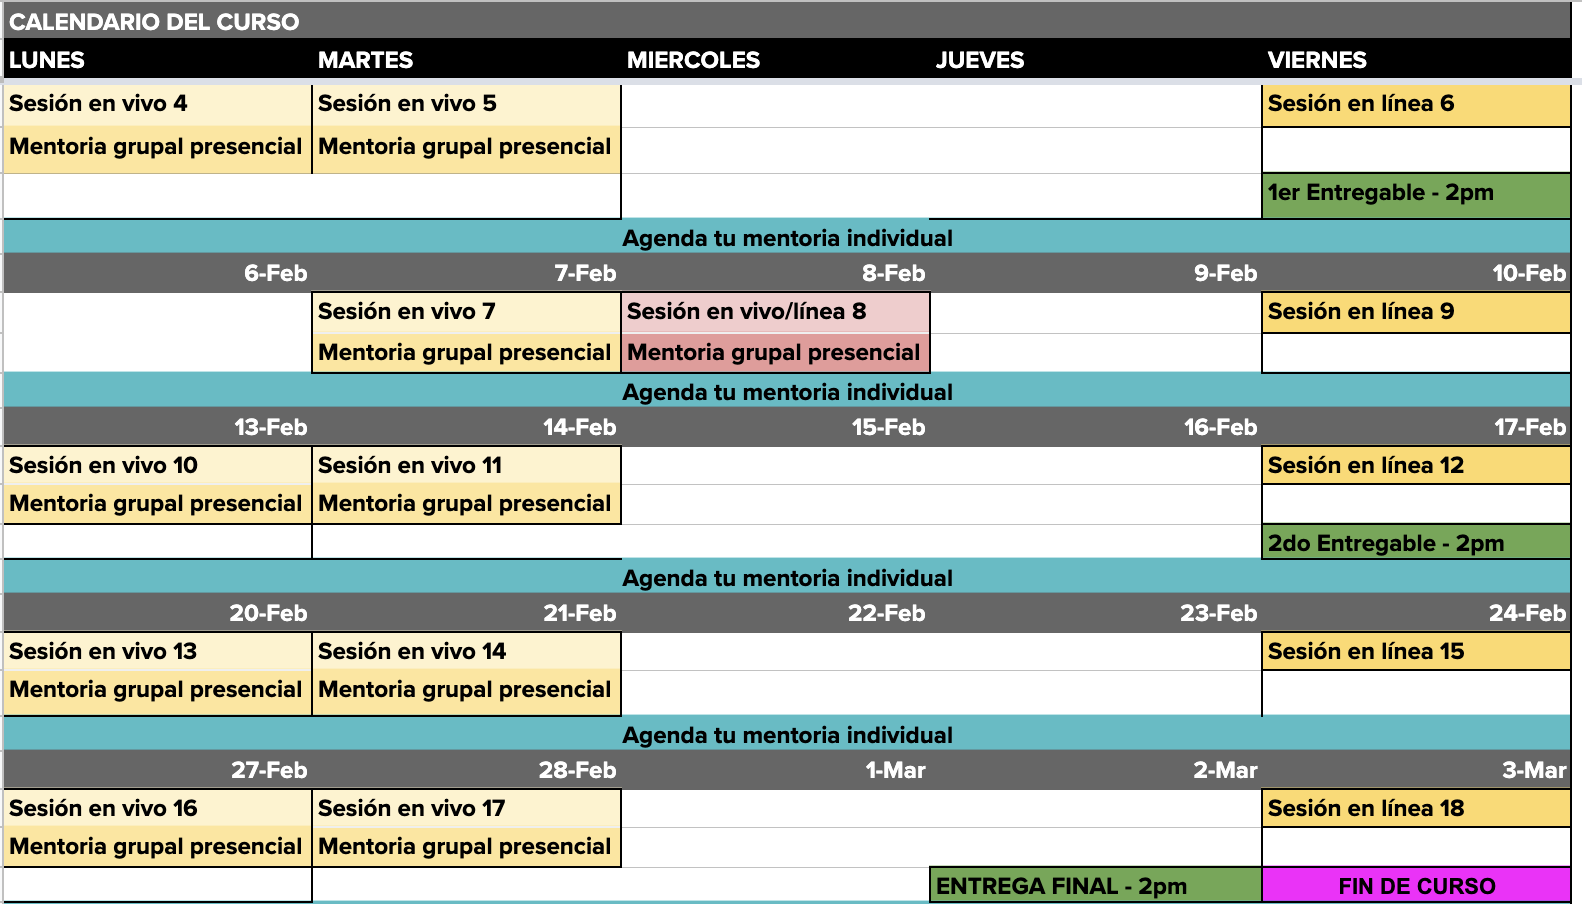 CALENDARIO DEL CURSO
LUNES MARTES MIERCOLES JUEVES VIERNES
Sesión en vivo 4 Sesión en vivo 5 Sesión en línea 6
Mentoria grupal presencial Mentoria grupal presencial
1er Entregable - 2pm
Agenda tu mentoria individual
6-Feb 7-Feb 8-Feb 9-Feb 10-Feb
Sesión en vivo 7 Sesión en vivo/línea 8 Sesión en línea 9
Mentoria grupal presencial Mentoria grupal presencial
Agenda tu mentoria individual
13-Feb 14-Feb 15-Feb 16-Feb 17-Feb
Sesión en vivo 10 Sesión en vivo 11 Sesión en línea 12
Mentoria grupal presencial Mentoria grupal presencial
2do Entregable - 2pm
Agenda tu mentoria individual
20-Feb 21-Feb 22-Feb 23-Feb 24-Feb
Sesión en vivo 13 Sesión en vivo 14 Sesión en línea 15
Mentoria grupal presencial Mentoria grupal presencial
Agenda tu mentoria individual
27-Feb 28-Feb 1-Mar 2-Mar 3-Mar
Sesión en vivo 16 Sesión en vivo 17 Sesión en línea 18
Mentoria grupal presencial Mentoria grupal presencial
ENTREGA FINAL - 2pm FIN DE CURSO